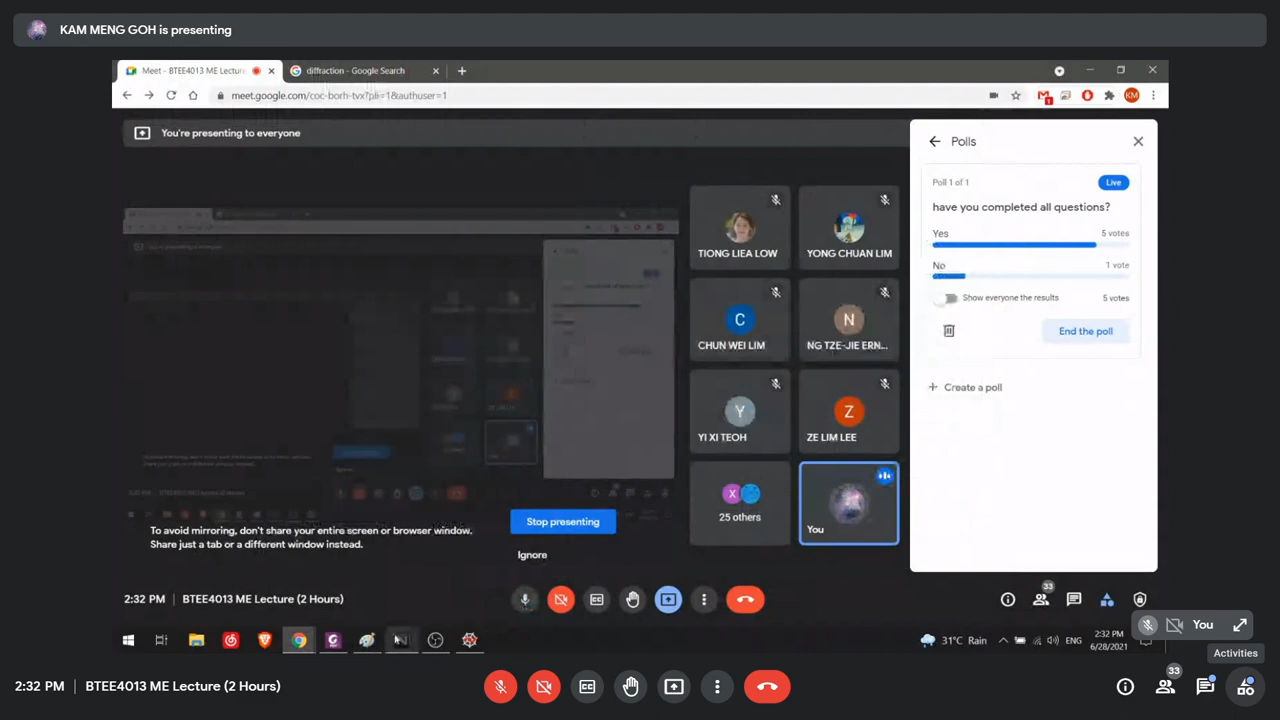 KAM MENG GOH is presenting
Meet - BTEE4013 ME Lecture
diffraction - Google Search
meet.google.com/coc-borh-tvx?pli=1&authuser=1
KM
You're presenting to everyone
Polls
Poll 1 of 1
Live
have you completed all questions?
Yes
5 votes
No
1 vote
Show everyone the results
5 votes
End the poll
Create a poll
TIONG LIEA LOW
YONG CHUAN LIM
C
N
CHUN WEI LIM
NG TZE-JIE ERN...
Y
Z
YI XI TEOH
ZE LIM LEE
X
25 others
You
To avoid mirroring, don't share your entire screen or browser window.
Share just a tab or a different window instead.
Stop presenting
Ignore
2:32 PM | BTEE4013 ME Lecture (2 Hours)
33
31°C Rain
ENG
2:32 PM
6/28/2021
You
Activities
2:32 PM | BTEE4013 ME Lecture (2 Hours)
33